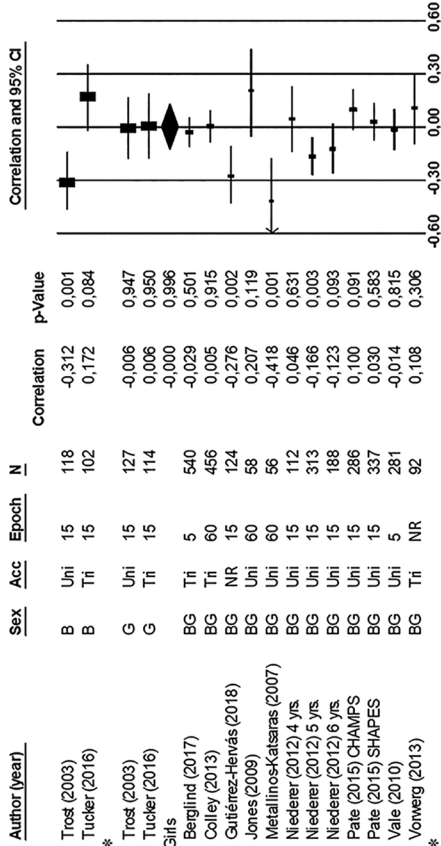 Author (year) Sex Acc Epoch N Correlation p-Value Correlation and 95% CI
Trost (2003) B Uni 15 118 -0,312 0,001
Tucker (2016) B Tri 15 102 0,172 0,084
*
Trost (2003) G Uni 15 127 -0,006 0,947
Tucker (2016) G Tri 15 114 0,006 0,950
Girls -0,000 0,996
Berglind (2017) BG Tri 5 540 -0,029 0,501
Colley (2013) BG Tri 60 456 0,005 0,915
Gutiérrez-Hervás (2018) BG NR 15 124 -0,276 0,002
Jones (2009) BG Uni 60 58 0,207 0,119
Metallinos-Katsaras (2007) BG Uni 60 56 -0,418 0,001
Niederer (2012) 4 yrs. BG Uni 15 112 0,046 0,631
Niederer (2012) 5 yrs. BG Uni 15 313 -0,166 0,003
Niederer (2012) 6 yrs. BG Uni 15 188 -0,123 0,093
Pate (2015) CHAMPS BG Uni 15 286 0,100 0,091
Pate (2015) SHAPES BG Uni 15 337 0,030 0,583
Vale (2010) BG Uni 5 281 -0,014 0,815
Vorwerg (2013) BG Tri NR 92 0,108 0,306
*
-0,60 -0,30 0,00 0,30 0,60